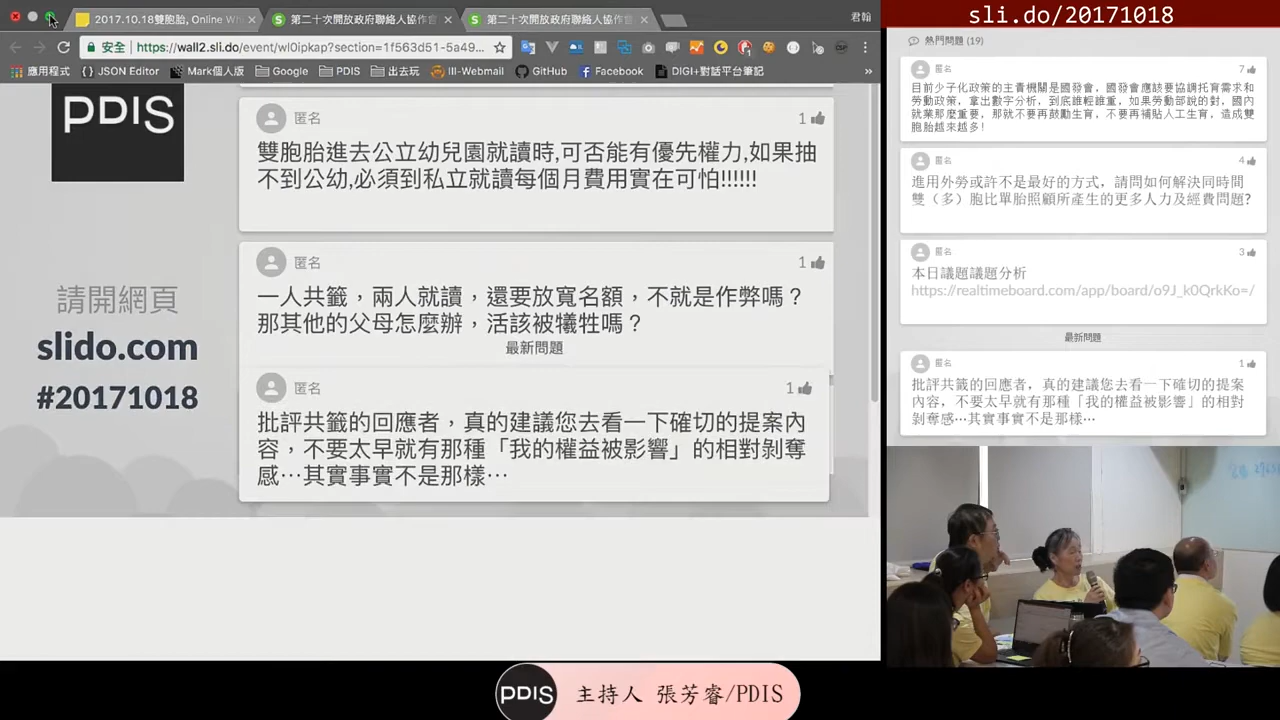 2017.10.18雙胞胎, Online Wh
第二十次開放政府聯絡人協作會
第二十次開放政府聯絡人協作會
君翰
安全
https://wall2.sli.do/event/wl0ipkap?section=1f563d51-5a49...
應用程式
JSON Editor
Mark個人版
Google
PDIS
出去玩
III-Webmail
GitHub
Facebook
DIGI+對話平台筆記
»
PDIS
請開網頁
slido.com
#20171018
匿名
1
雙胞胎進去公立幼兒園就讀時,可否能有優先權力,如果抽
不到公幼,必須到私立就讀每個月費用實在可怕!!!!!!
匿名
1
一人共籤，兩人就讀，還要放寬名額，不就是作弊嗎？
那其他的父母怎麼辦，活該被犧牲嗎？
最新問題
匿名
1
批評共籤的回應者，真的建議您去看一下確切的提案內
容，不要太早就有那種「我的權益被影響」的相對剝奪
感⋯其實事實不是那樣⋯
sli.do/20171018
熱門問題 (19)
匿名
7
目前少子化政策的主責機關是國發會，國發會應該要協調托育需求和
勞動政策，拿出數字分析，到底誰輕誰重，如果勞動部說的對，國內
就業那麼重要，那就不要再鼓勵生育，不要再補貼人工生育，造成雙
胞胎越來越多！
匿名
4
進用外勞或許不是最好的方式，請問如何解決同時間
雙（多）胞比單胎照顧所產生的更多人力及經費問題?
匿名
3
本日議題議題分析
https://realtimeboard.com/app/board/o9J_k0QrkKo=/
最新問題
匿名
1
批評共籤的回應者，真的建議您去看一下確切的提案
內容，不要太早就有那種「我的權益被影響」的相對
剝奪感⋯其實事實不是那樣⋯
PDIS
主持人 張芳睿/PDIS